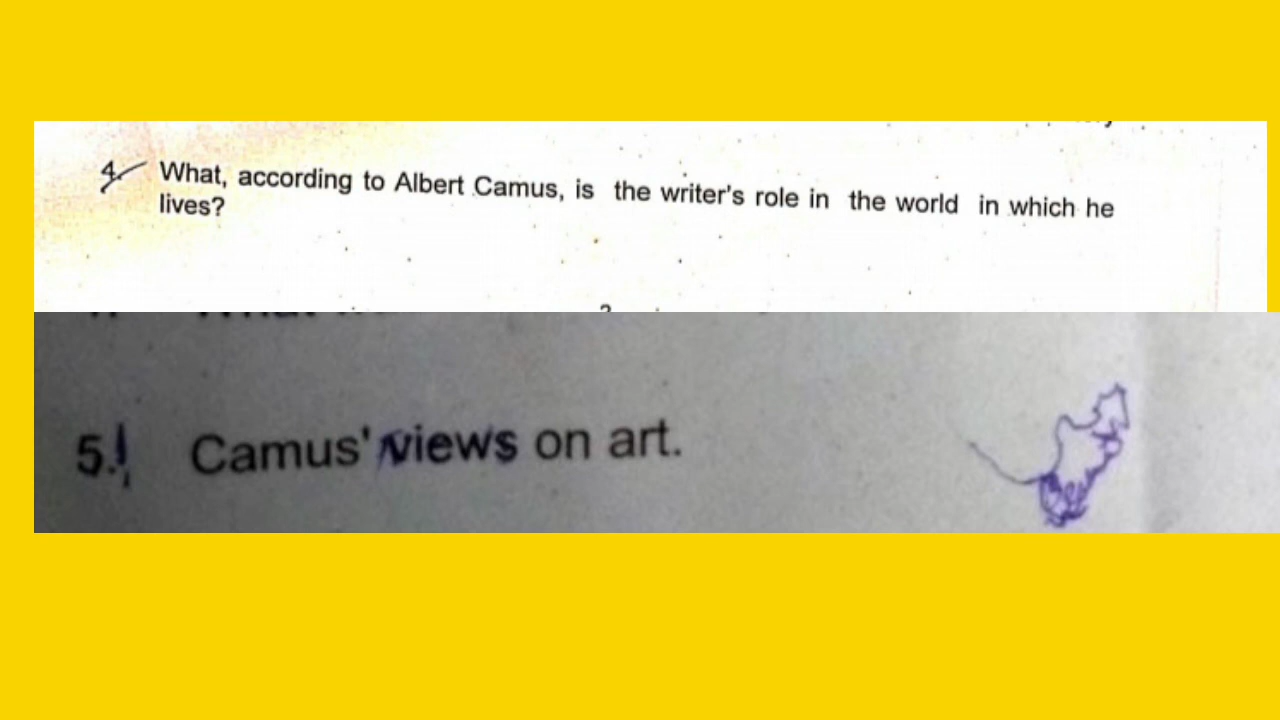 4. What, according to Albert Camus, is the writer's role in the world in which he
lives?
5. Camus' views on art.